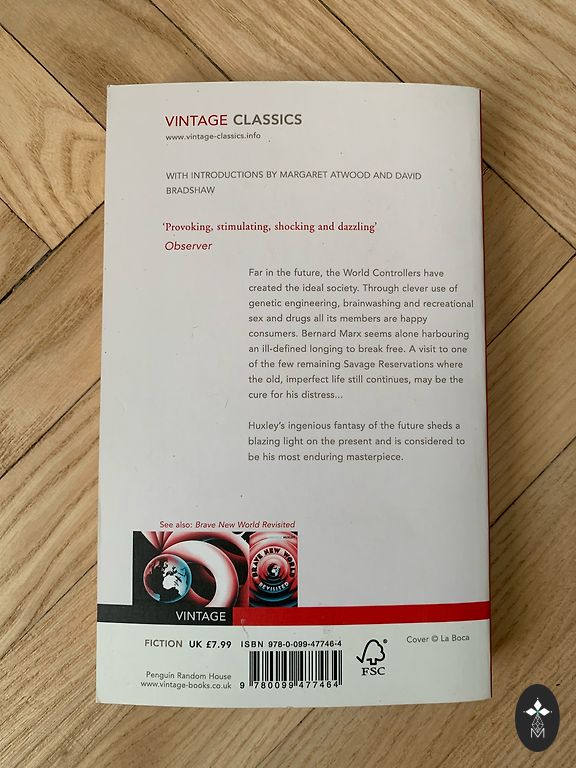 VINTAGE CLASSICS
www.vintage-classics.info
WITH INTRODUCTIONS BY MARGARET ATWOOD AND DAVID
BRADSHAW
‘Provoking, stimulating, shocking and dazzling’
Observer
Far in the future, the World Controllers have
created the ideal society. Through clever use of
genetic engineering, brainwashing and recreational
sex and drugs all its members are happy
consumers. Bernard Marx seems alone harbouring
an ill-defined longing to break free. A visit to one
of the few remaining Savage Reservations where
the old, imperfect life still continues, may be the
cure for his distress...
Huxley’s ingenious fantasy of the future sheds a
blazing light on the present and is considered to
be his most enduring masterpiece.
See also: Brave New World Revisited
BRAVE NEW WORLD
REVISITED
VINTAGE
FICTION UK £7.99 ISBN 978-0-099-47746-4
Cover © La Boca
FSC
Penguin Random House
www.vintage-books.co.uk
9 780099 477464
M